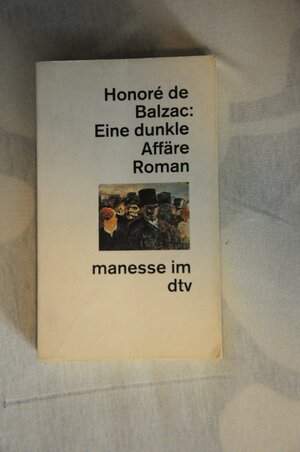 Honoré de
Balzac:
Eine dunkle
Affäre
Roman
manesse im
dtv